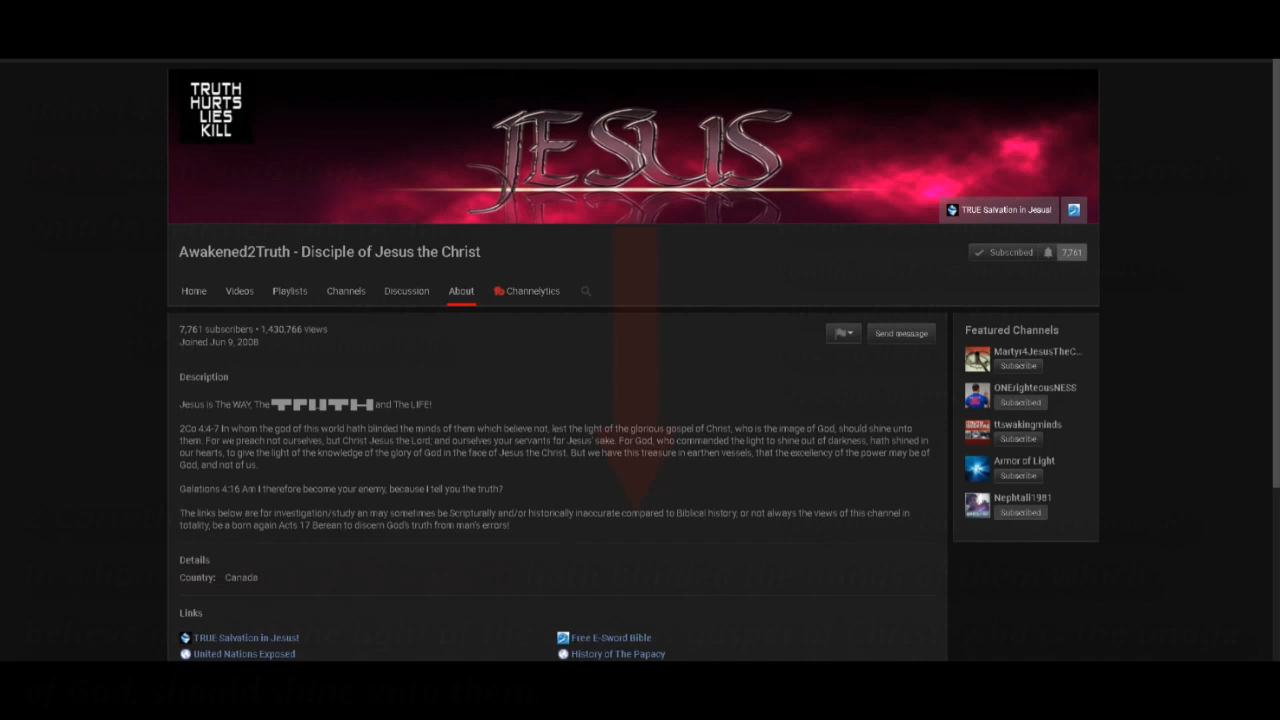 TRUTH
HURTS
LIES
KILL
JESUS
TRUE Salvation in Jesus!
Awakened2Truth - Disciple of Jesus the Christ
Subscribed 7,761
Home Videos Playlists Channels Discussion About Channelytics
7,761 subscribers • 1,430,766 views
Joined Jun 9, 2008
Send message
Description
Jesus is The WAY, The TRUTH and The LIFE!
2Co 4:4-7 In whom the god of this world hath blinded the minds of them which believe not, lest the light of the glorious gospel of Christ, who is the image of God, should shine unto
them. For we preach not ourselves, but Christ Jesus the Lord; and ourselves your servants for Jesus' sake. For God, who commanded the light to shine out of darkness, hath shined in
our hearts, to give the light of the knowledge of the glory of God in the face of Jesus the Christ. But we have this treasure in earthen vessels, that the excellency of the power may be of
God, and not of us.
Galations 4:16 Am I therefore become your enemy, because I tell you the truth?
The links below are for investigation/study an may sometimes be Scripturally and/or historically inaccurate compared to Biblical history, or not always the views of this channel in
totality, be a born again Acts 17 Berean to discern God's truth from man's errors!
Details
Country: Canada
Links
TRUE Salvation in Jesus! Free E-Sword Bible
United Nations Exposed History of The Papacy
Featured Channels
Martyr4JesusTheC...
Subscribe
ONErighteousNESS
Subscribed
ttswakingminds
Subscribe
Armor of Light
Subscribe
Nephtali1981
Subscribed
of God, should shine unto them.